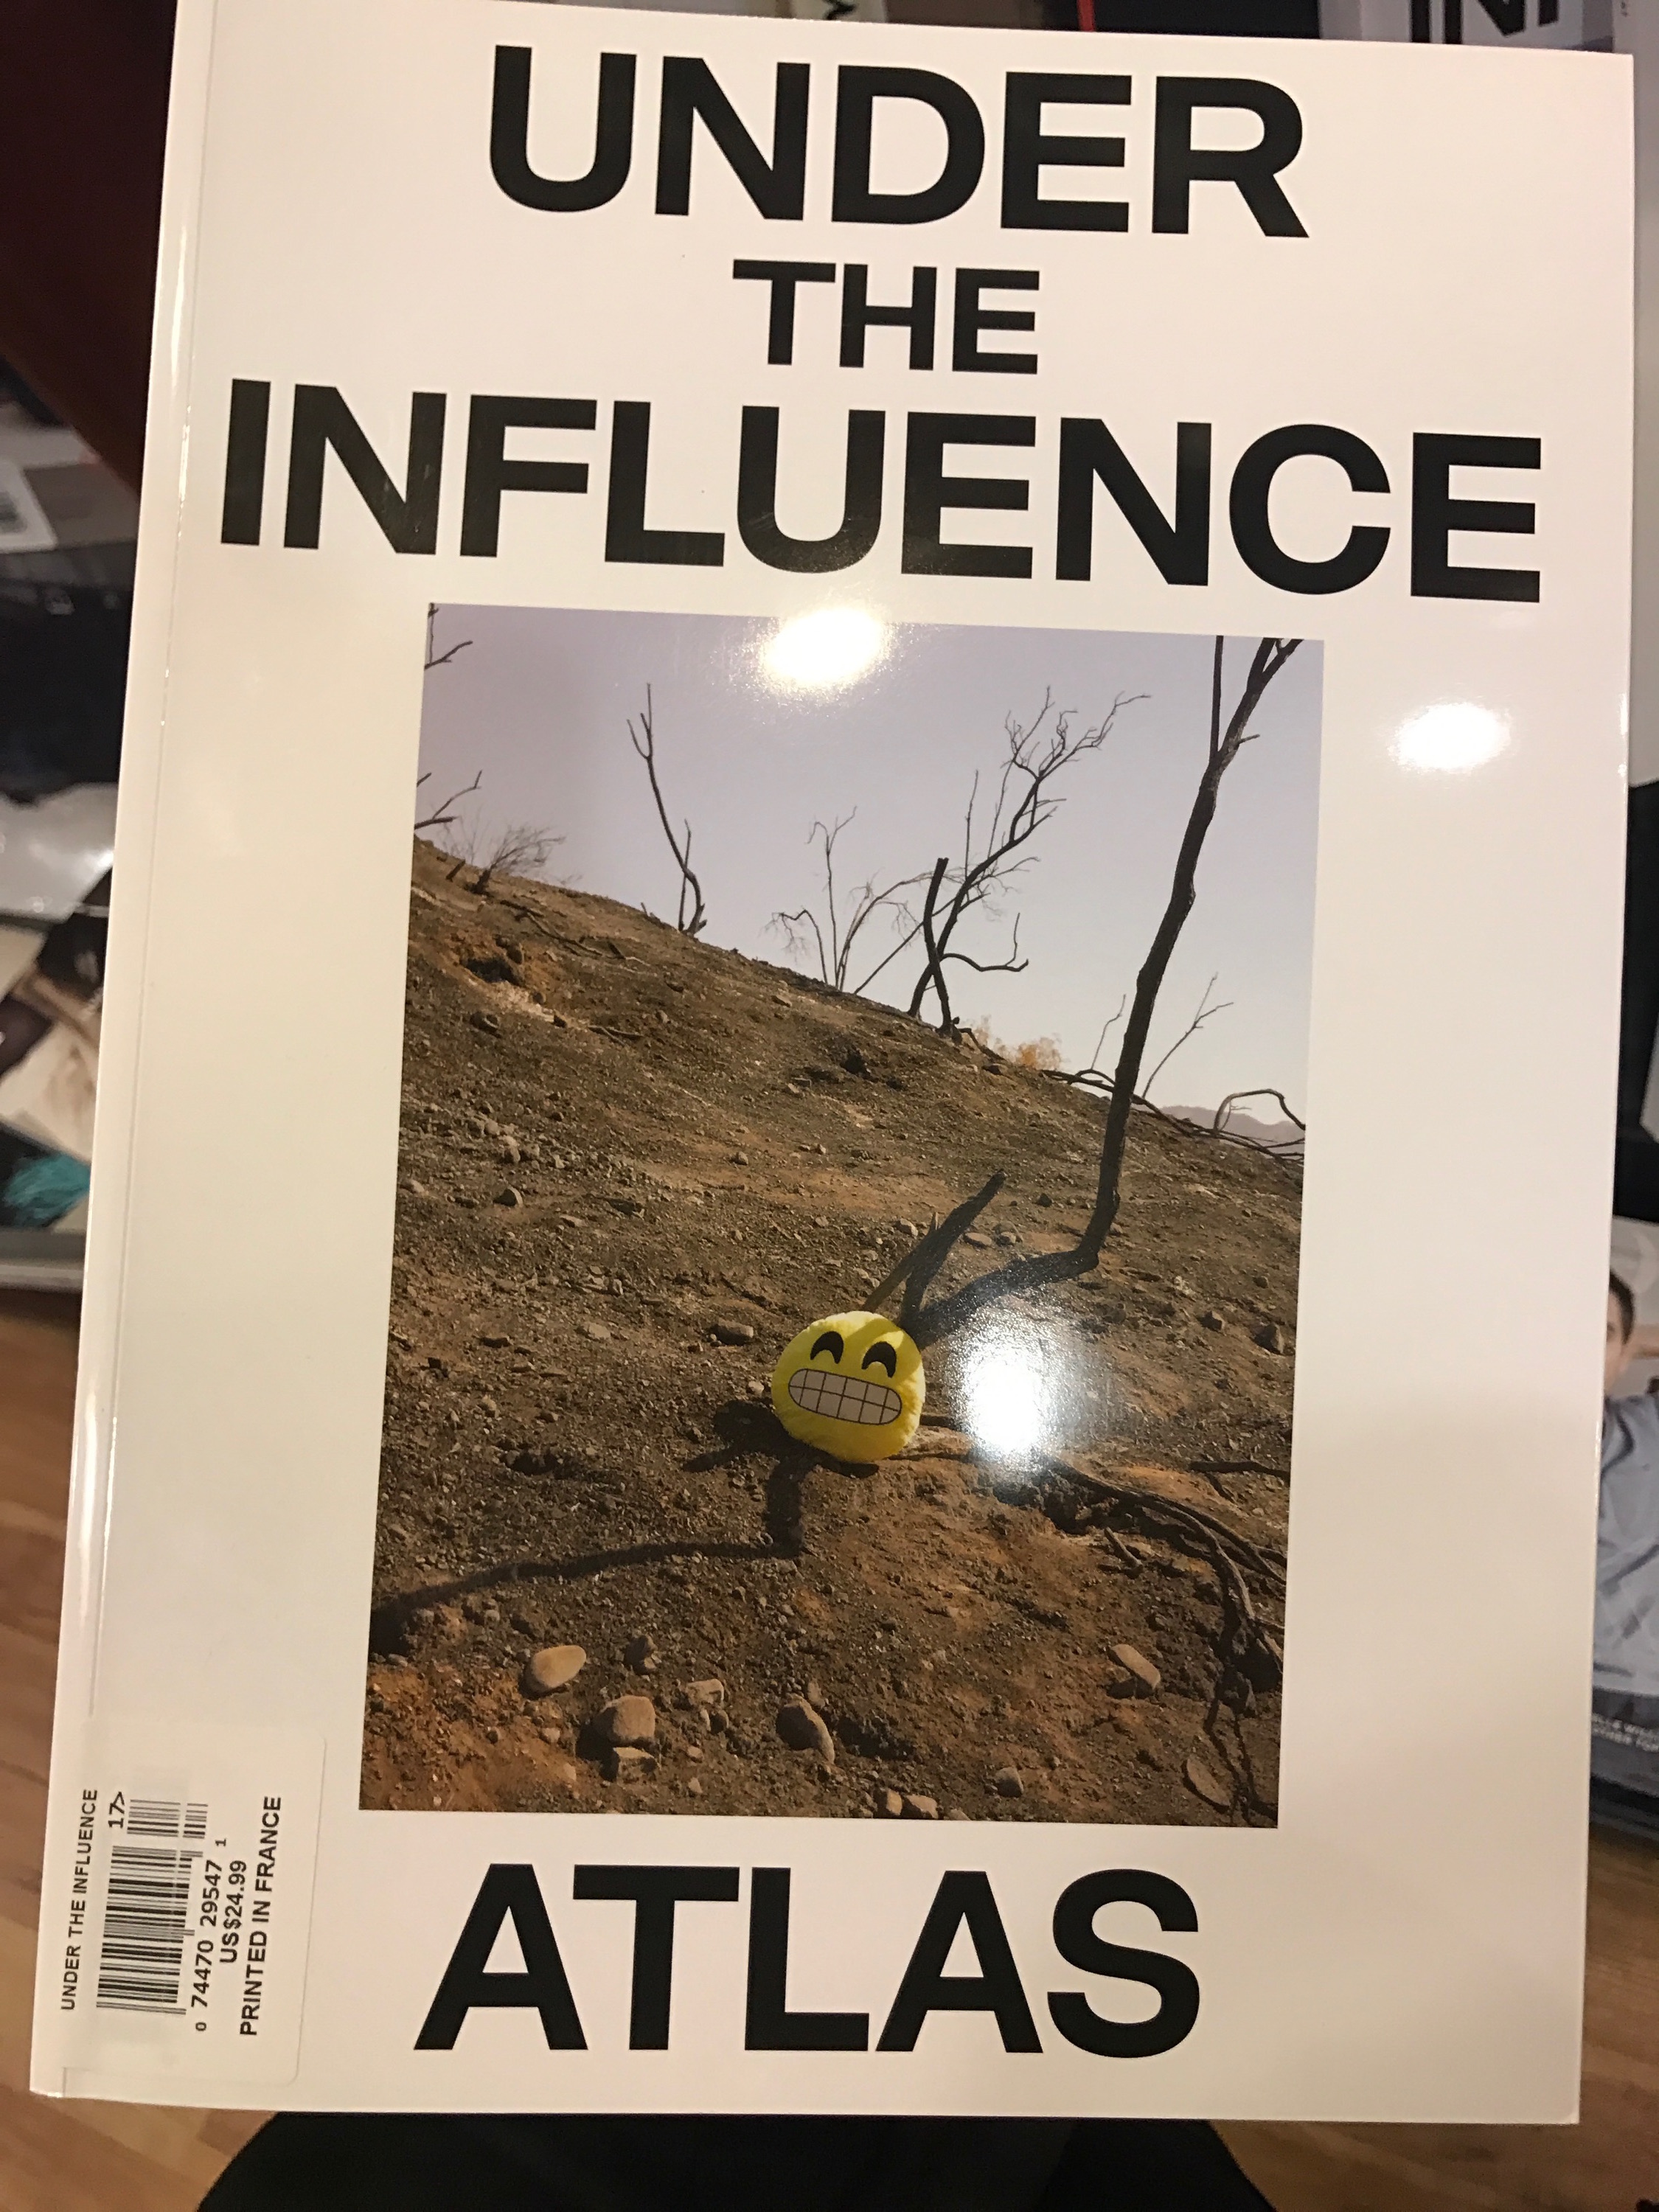 UNDER
THE
INFLUENCE
ATLAS
UNDER THE INFLUENCE
17>
0 74470 29547 1
US$24.99
PRINTED IN FRANCE